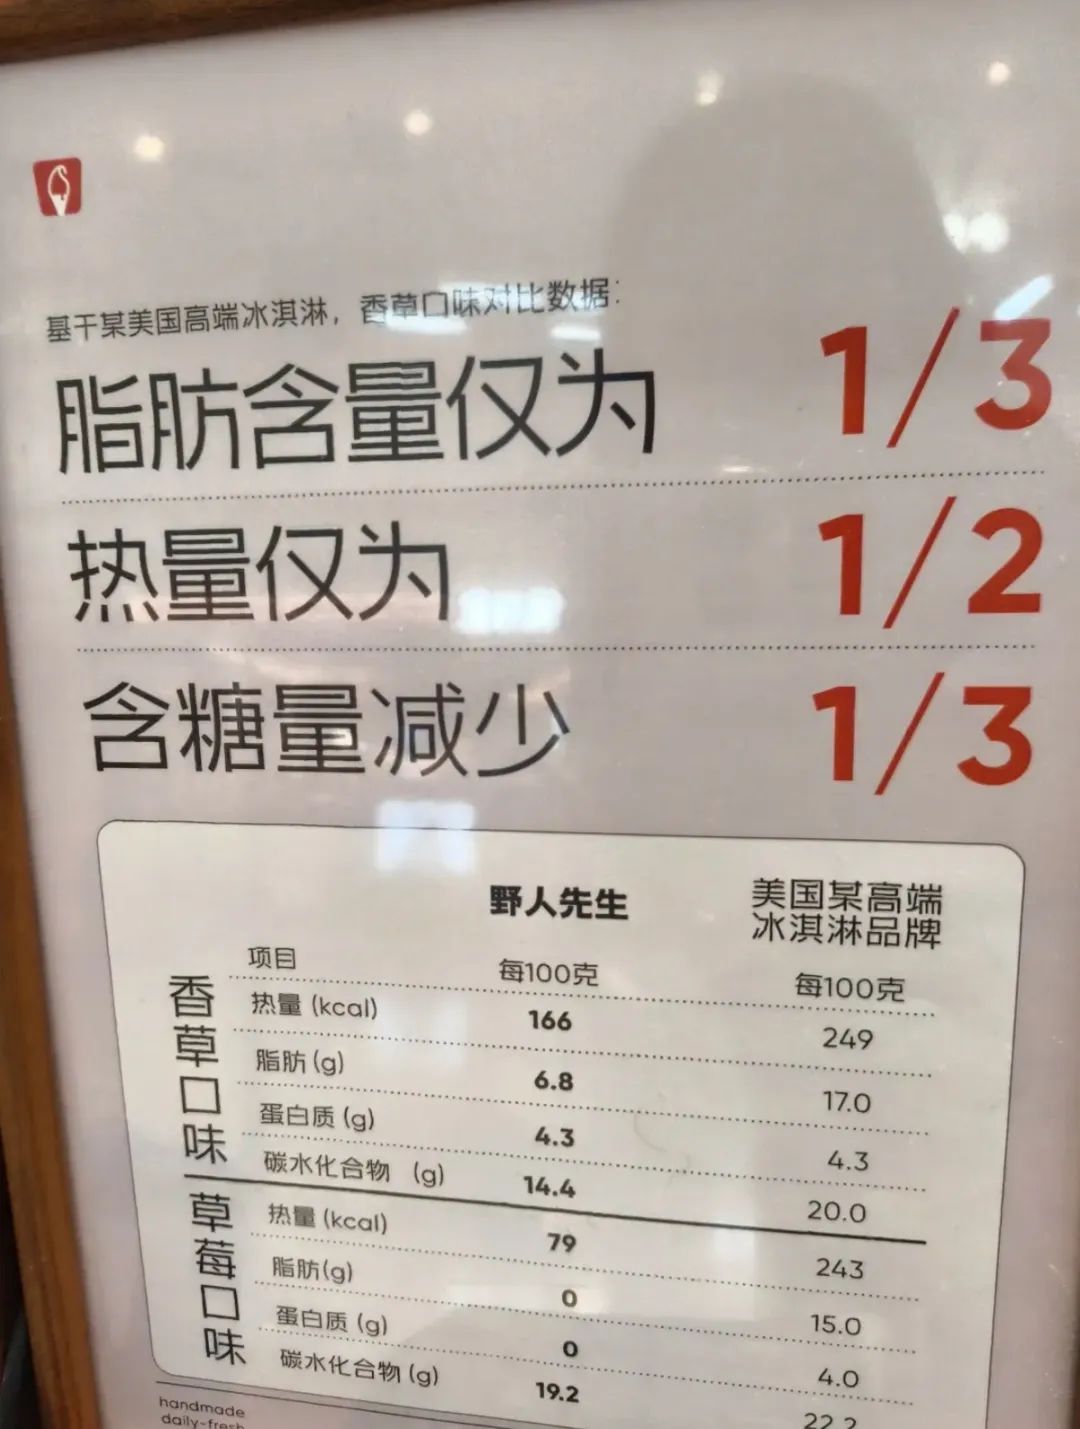 基于某美国高端冰淇淋，香草口味对比数据：
脂肪含量仅为 1/3
热量仅为 1/2
含糖量减少 1/3
野人先生 美国某高端
冰淇淋品牌
项目 每100克 每100克
香草口味
热量 (kcal) 166 249
脂肪 (g) 6.8 17.0
蛋白质 (g) 4.3 4.3
碳水化合物 (g) 14.4 20.0
草莓口味
热量 (kcal) 79 243
脂肪(g) 0 15.0
蛋白质 (g) 0 4.0
碳水化合物 (g) 19.2 22.2
handmade
daily-fresh